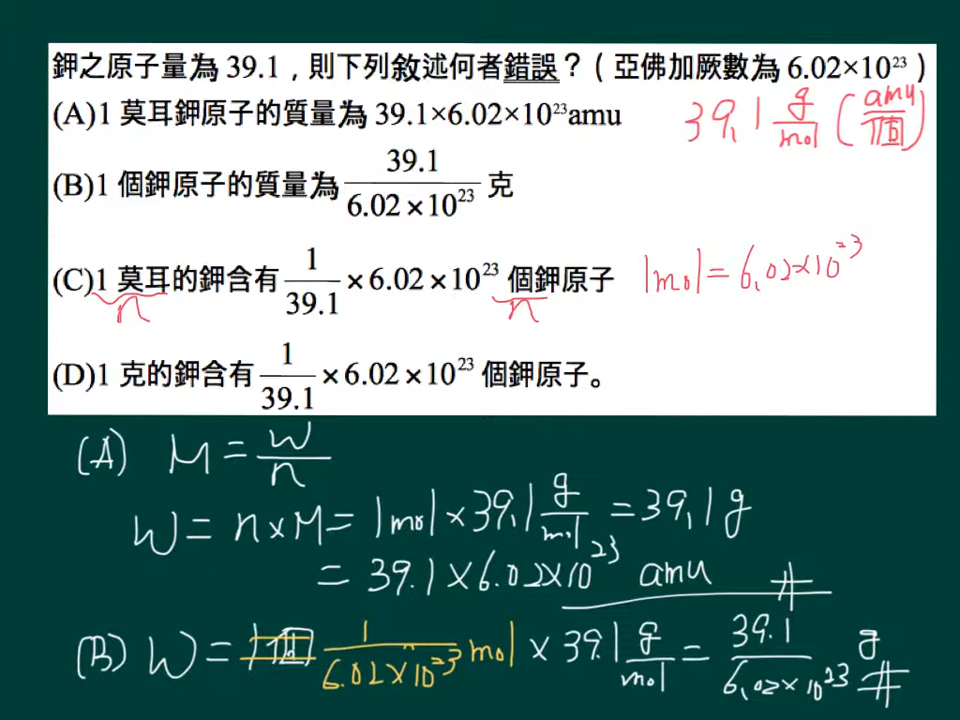 鉀之原子量為 39.1，則下列敘述何者錯誤？（亞佛加厥數為 6.02×10²³）
(A)1 莫耳鉀原子的質量為 39.1×6.02×10²³amu
39.1 g/mol (amu/個)
(B)1 個鉀原子的質量為 39.1/(6.02×10²³) 克
(C)1 莫耳的鉀含有 1/39.1 ×6.02×10²³ 個鉀原子
n n
1mol = 6.02×10²³
(D)1 克的鉀含有 1/39.1 ×6.02×10²³ 個鉀原子。
(A) M = W/n
W = n×M = 1mol × 39.1 g/mol = 39.1 g
= 39.1×6.02×10²³ amu #
(B) W = 1個 1/(6.02×10²³) mol × 39.1 g/mol = 39.1/(6.02×10²³) g #